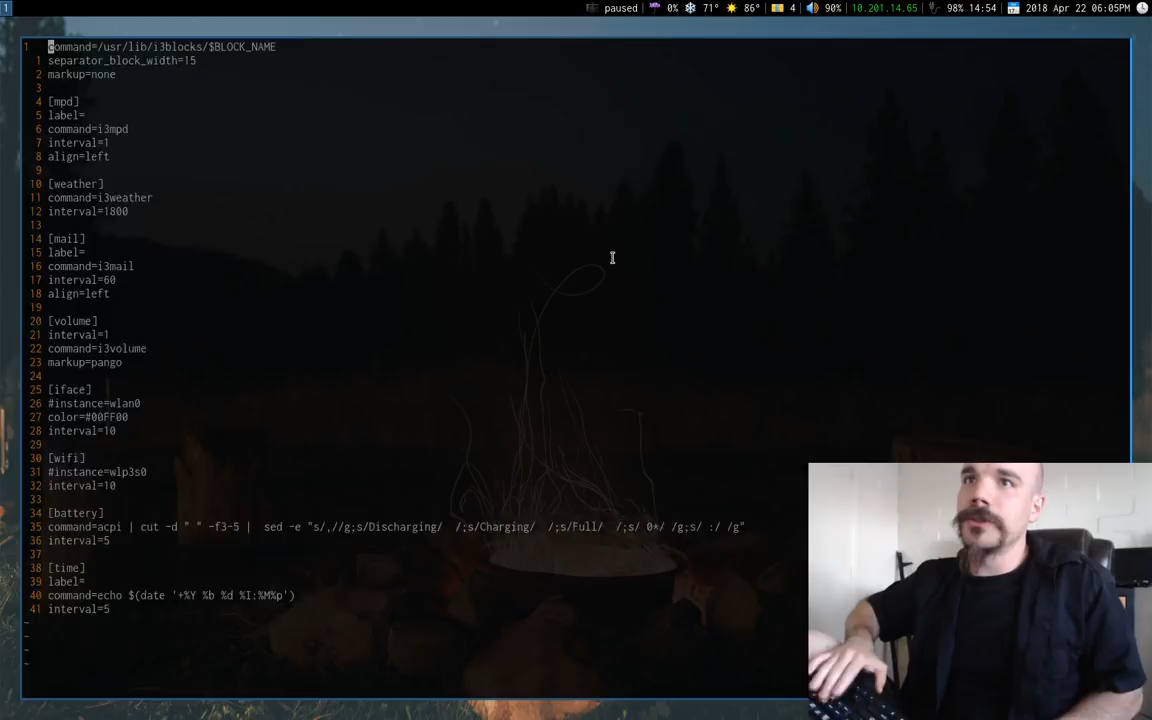 1 paused 0% 71° 86° 4 90% 10.201.14.65 98% 14:54 2018 Apr 22 06:05PM
1 command=/usr/lib/i3blocks/$BLOCK_NAME
1 separator_block_width=15
2 markup=none
3
4 [mpd]
5 label=
6 command=i3mpd
7 interval=1
8 align=left
9
10 [weather]
11 command=i3weather
12 interval=1800
13
14 [mail]
15 label=
16 command=i3mail
17 interval=60
18 align=left
19
20 [volume]
21 interval=1
22 command=i3volume
23 markup=pango
24
25 [iface]
26 #instance=wlan0
27 color=#00FF00
28 interval=10
29
30 [wifi]
31 #instance=wlp3s0
32 interval=10
33
34 [battery]
35 command=acpi | cut -d " " -f3-5 |  sed -e "s/,//g;s/Discharging/  /;s/Charging/  /;s/Full/  /;s/ 0*/ /g;s/ :/ /g"
36 interval=5
37
38 [time]
39 label=
40 command=echo $(date '+%Y %b %d %I:%M%p')
41 interval=5
~
~
~
~